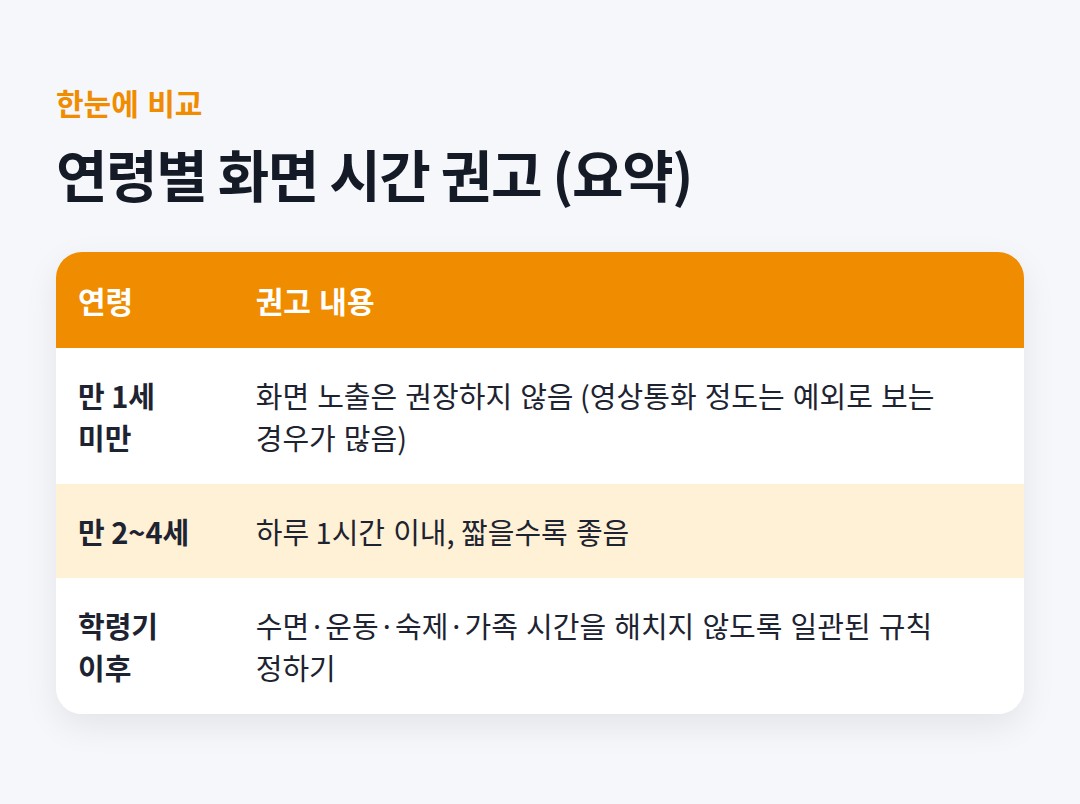 한눈에 비교
연령별 화면 시간 권고 (요약)
연령 권고 내용
만 1세
미만
화면 노출은 권장하지 않음 (영상통화 정도는 예외로 보는
경우가 많음)
만 2~4세 하루 1시간 이내, 짧을수록 좋음
학령기
이후
수면·운동·숙제·가족 시간을 해치지 않도록 일관된 규칙
정하기